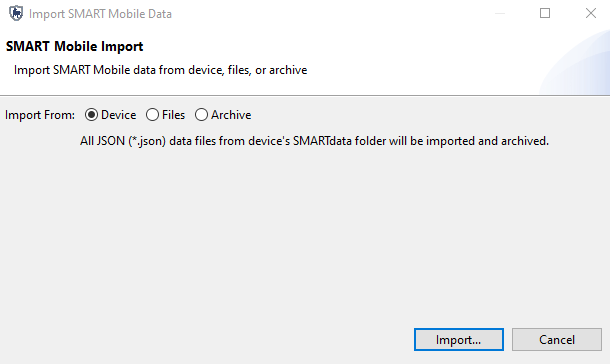 Import SMART Mobile Data
SMART Mobile Import
Import SMART Mobile data from device, files, or archive
Import From: Device Files Archive
All JSON (*.json) data files from device's SMARTdata folder will be imported and archived.
Import... Cancel